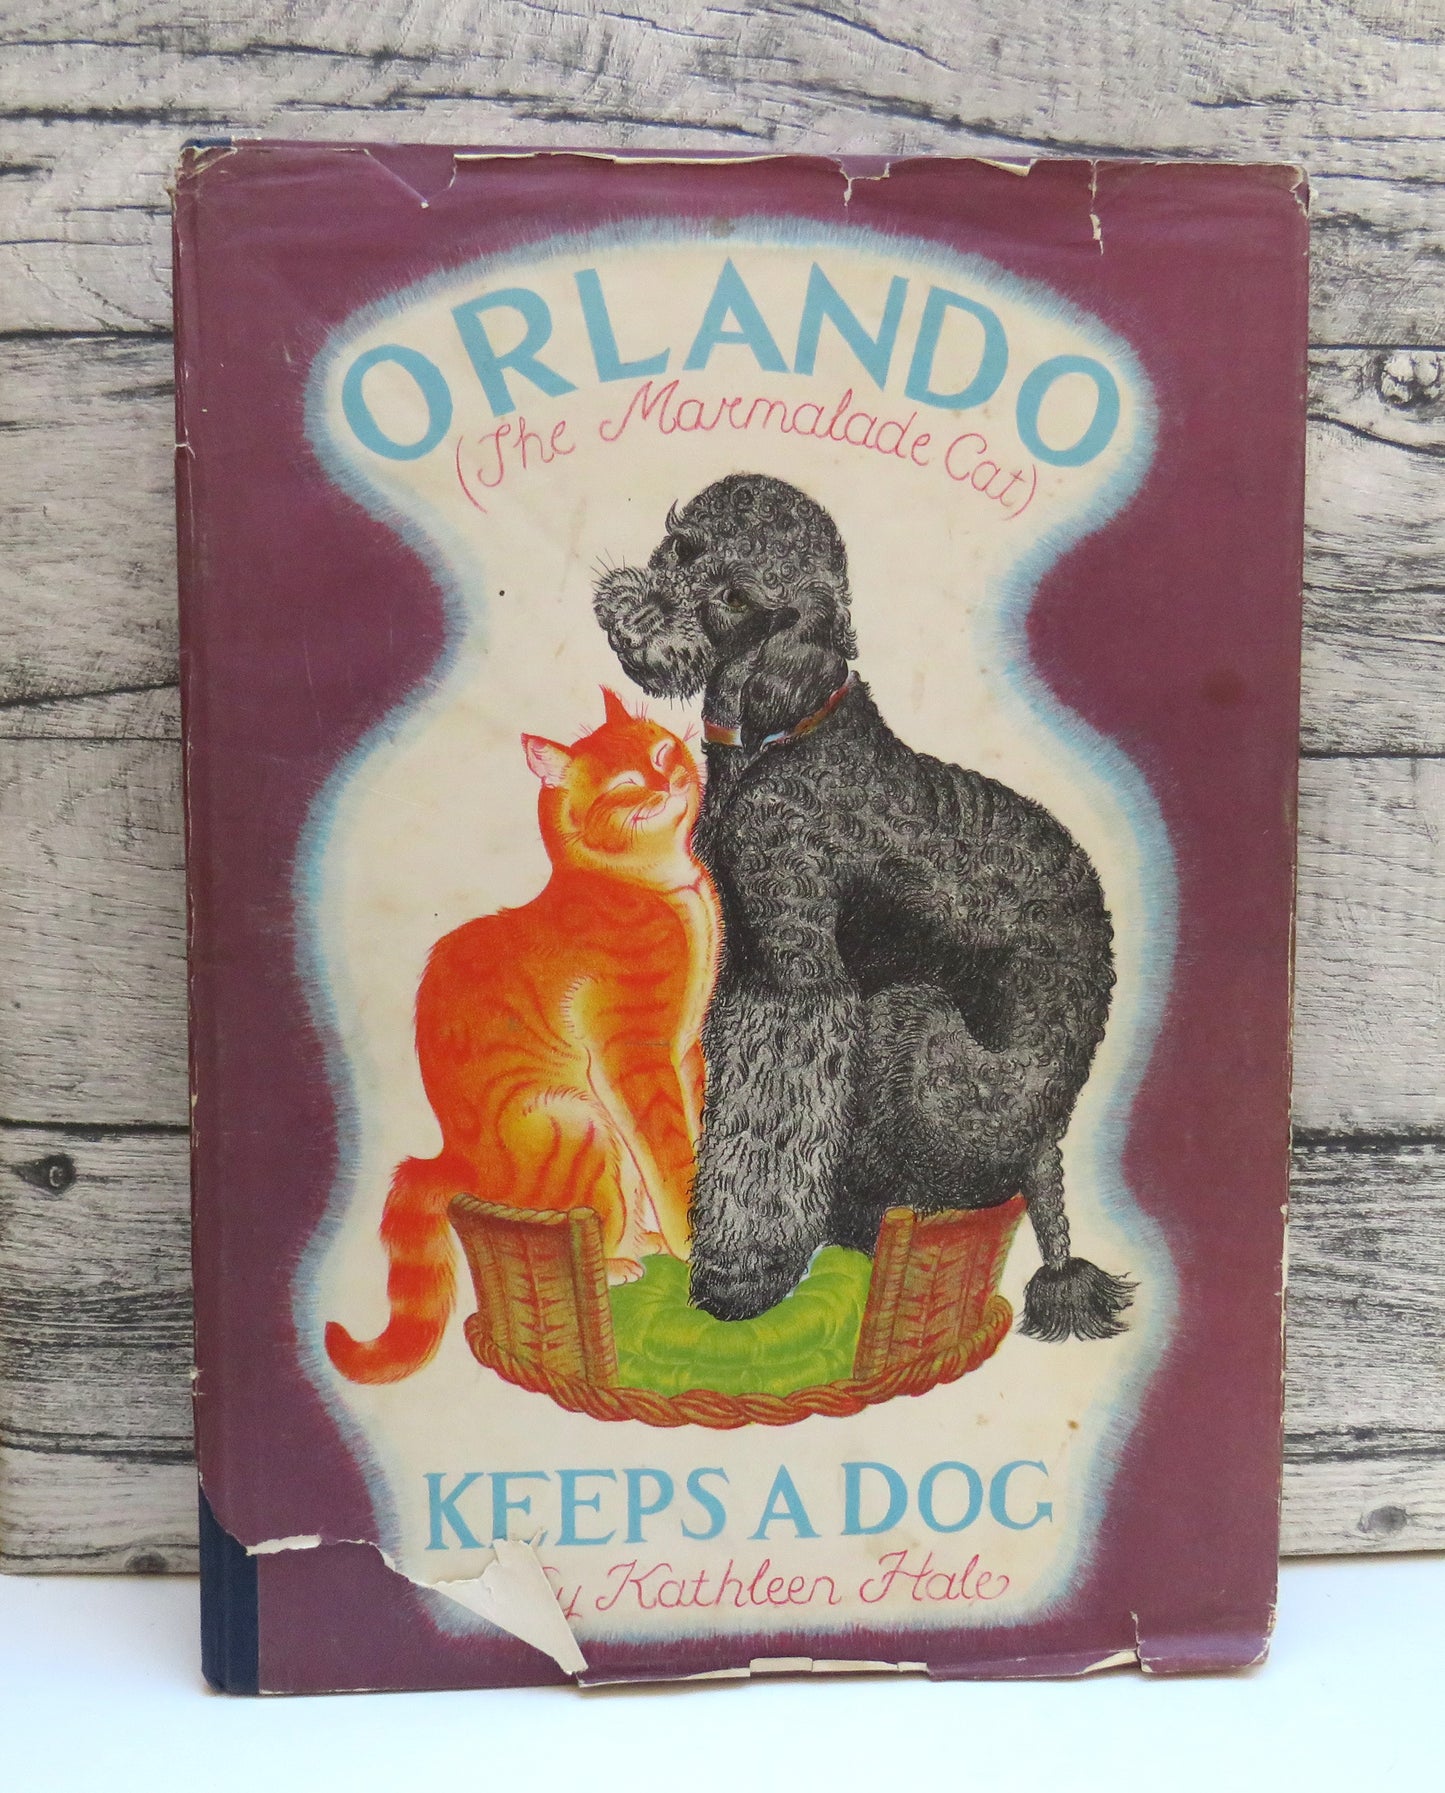 ORLANDO
(The Marmalade Cat)
KEEPS A DOG
Kathleen Hale